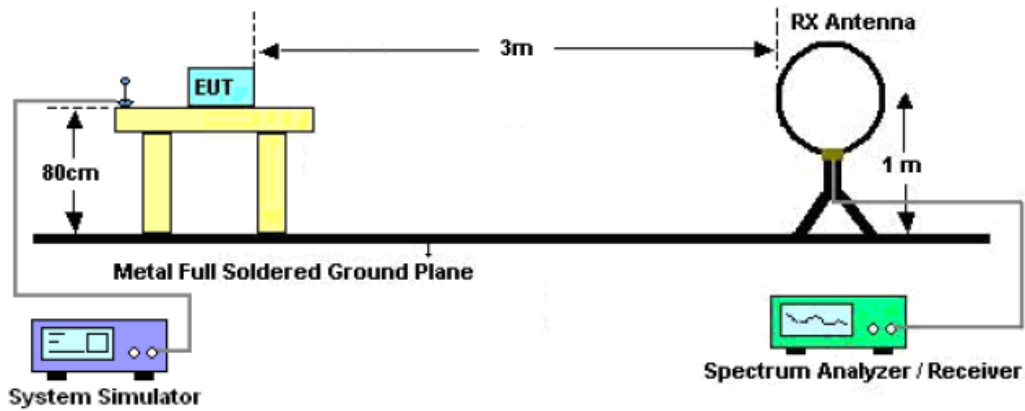 RX Antenna
3m
EUT
80cm
1 m
Metal Full Soldered Ground Plane
System Simulator
Spectrum Analyzer / Receiver